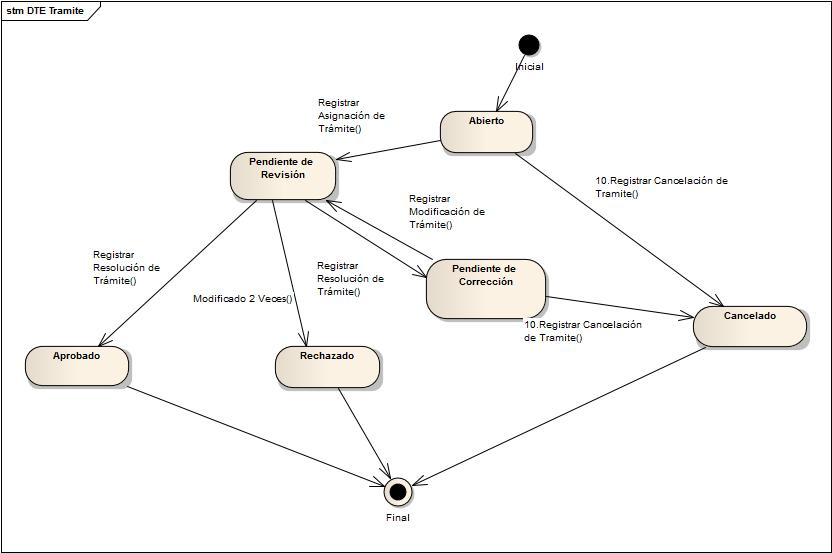 stm DTE Tramite
Inicial
Abierto
Registrar
Asignación de
Trámite()
Pendiente de
Revisión
10.Registrar Cancelación de
Tramite()
Registrar
Modificación de
Trámite()
Registrar
Resolución de
Trámite()
Registrar
Resolución de
Trámite()
Pendiente de
Corrección
Modificado 2 Veces()
Cancelado
10.Registrar Cancelación
de Tramite()
Aprobado
Rechazado
Final